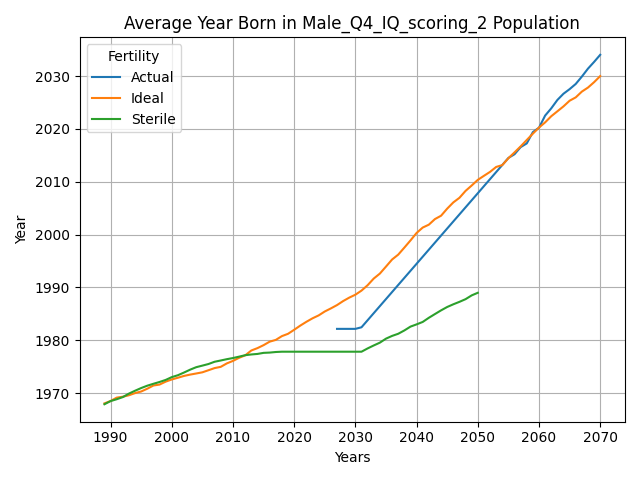 Average Year Born in Male_Q4_IQ_scoring_2 Population
Fertility
Actual
Ideal
Sterile
Year
2030
2020
2010
2000
1990
1980
1970
1990 2000 2010 2020 2030 2040 2050 2060 2070
Years